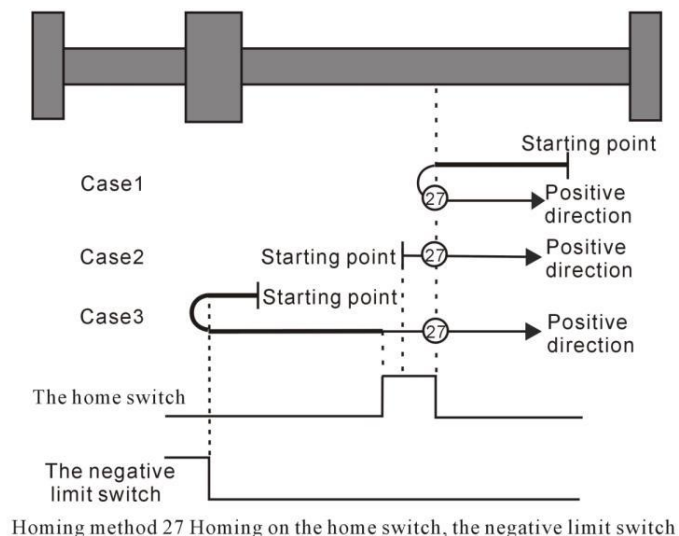 Starting point
Case1
27
Positive
direction
Case2
Starting point
27
Positive
direction
Starting point
Case3
27
Positive
direction
The home switch
The negative
limit switch
Homing method 27 Homing on the home switch, the negative limit switch